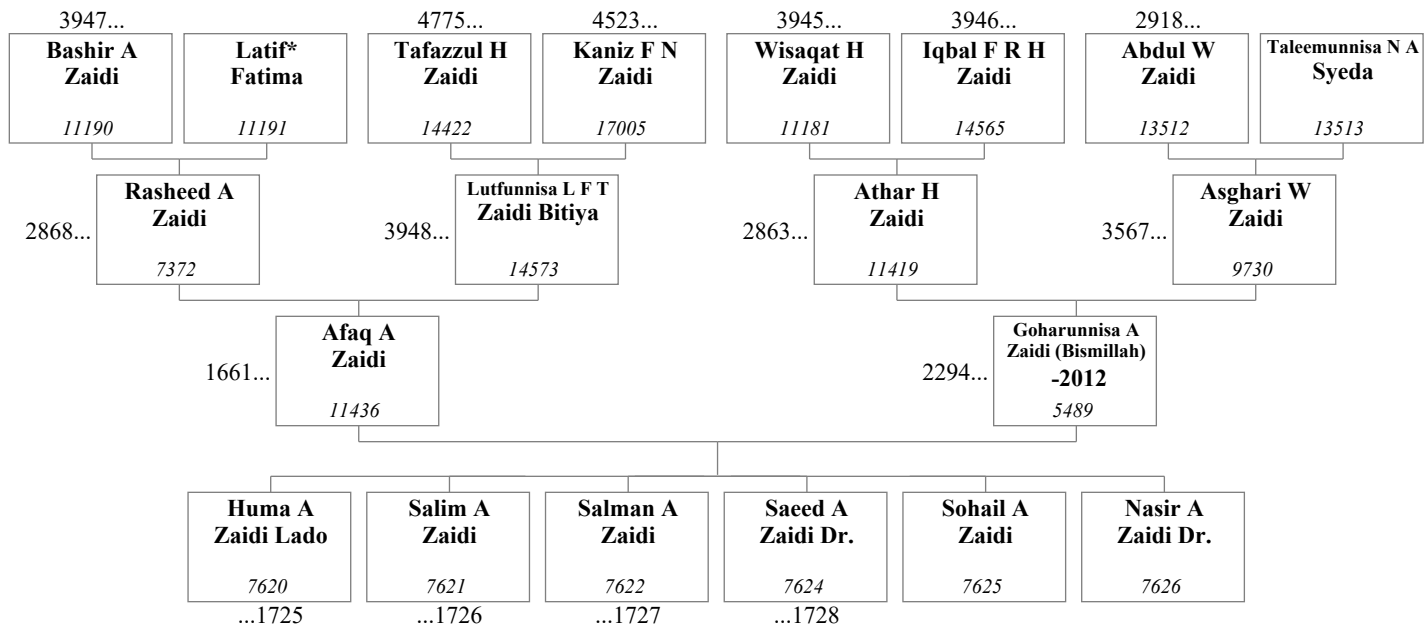 3947...
4775...
4523...
3945...
3946...
2918...
Bashir A
Zaidi
11190
Latif*
Fatima
11191
Tafazzul H
Zaidi
14422
Kaniz F N
Zaidi
17005
Wisaqat H
Zaidi
11181
Iqbal F R H
Zaidi
14565
Abdul W
Zaidi
13512
Taleemunnisa N A
Syeda
13513
2868...
Rasheed A
Zaidi
7372
3948...
Lutfunnisa L F T
Zaidi Bitiya
14573
2863...
Athar H
Zaidi
11419
3567...
Asghari W
Zaidi
9730
1661...
Afaq A
Zaidi
11436
2294...
Goharunnisa A
Zaidi (Bismillah)
-2012
5489
Huma A
Zaidi Lado
7620
...1725
Salim A
Zaidi
7621
...1726
Salman A
Zaidi
7622
...1727
Saeed A
Zaidi Dr.
7624
...1728
Sohail A
Zaidi
7625
Nasir A
Zaidi Dr.
7626